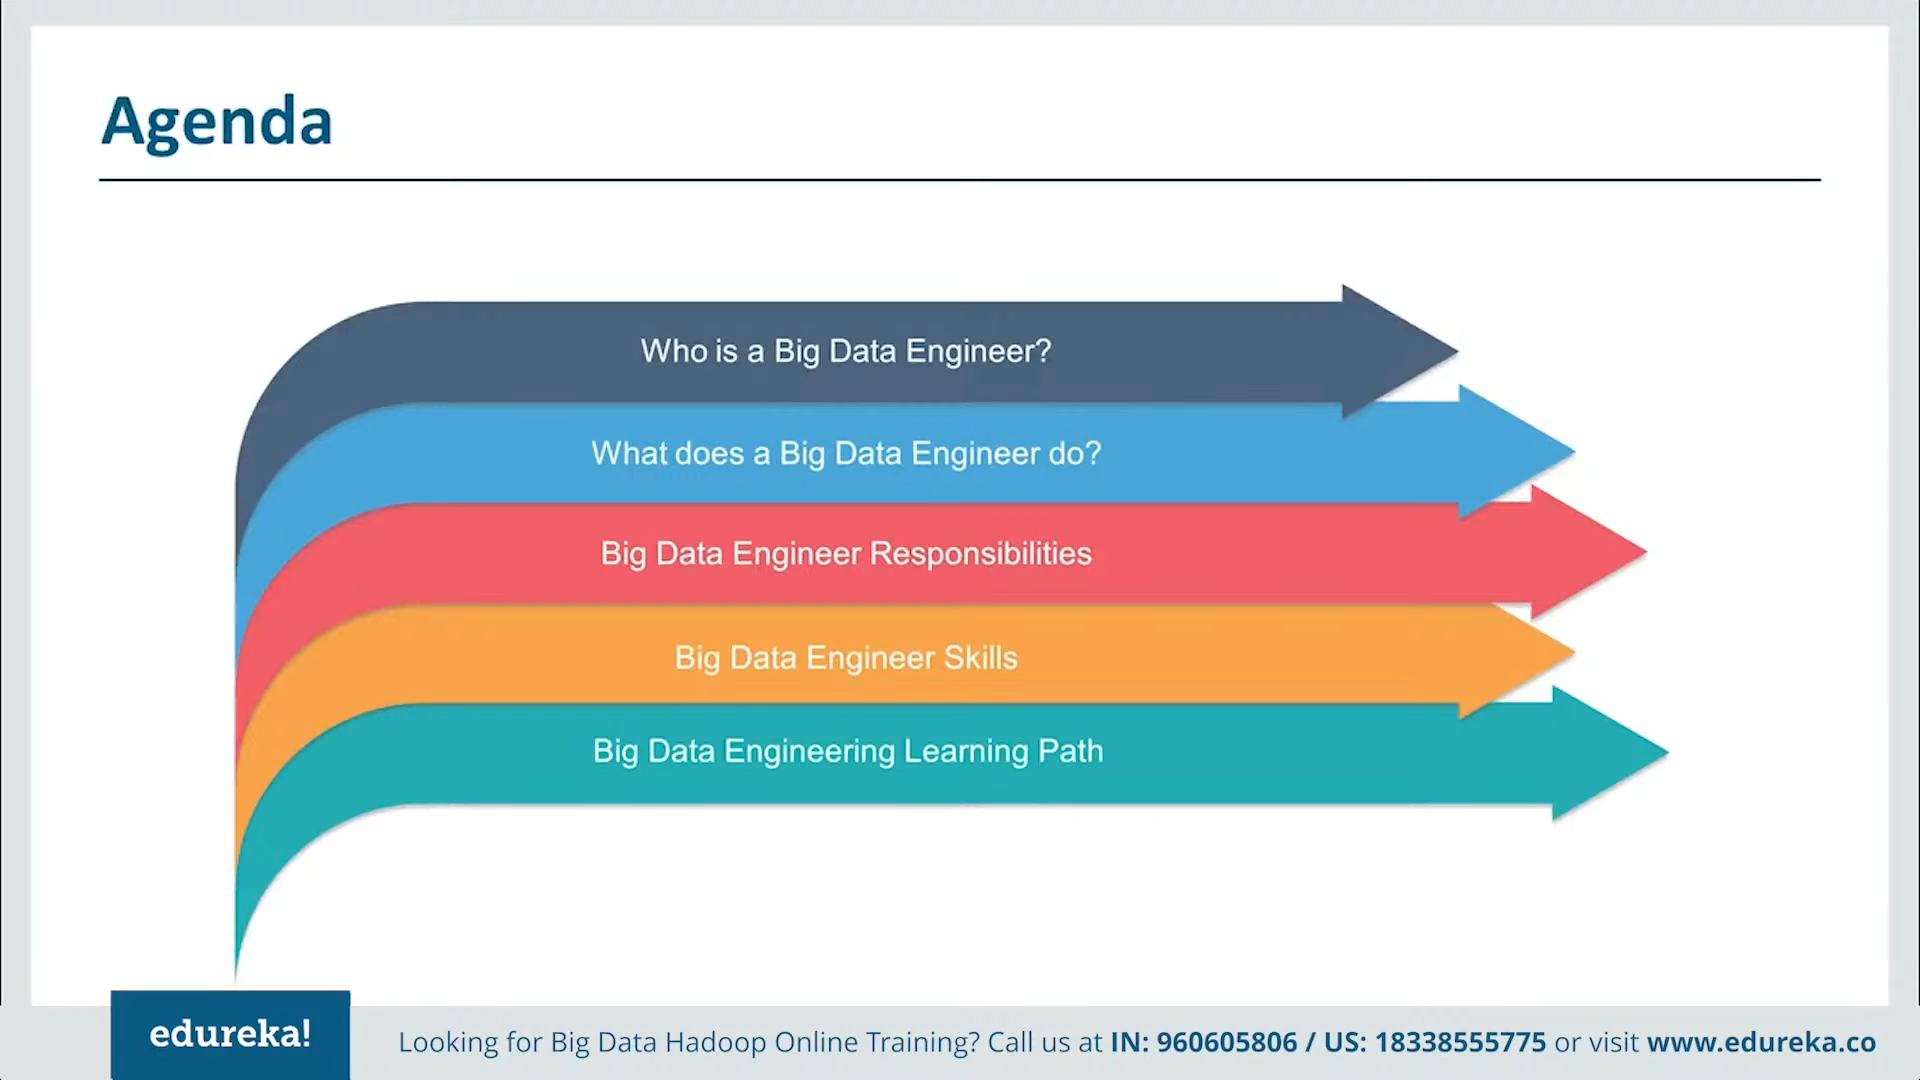 Agenda
Who is a Big Data Engineer?
What does a Big Data Engineer do?
Big Data Engineer Responsibilities
Big Data Engineer Skills
Big Data Engineering Learning Path
edureka!
Looking for Big Data Hadoop Online Training? Call us at IN: 960605806 / US: 18338555775 or visit www.edureka.co